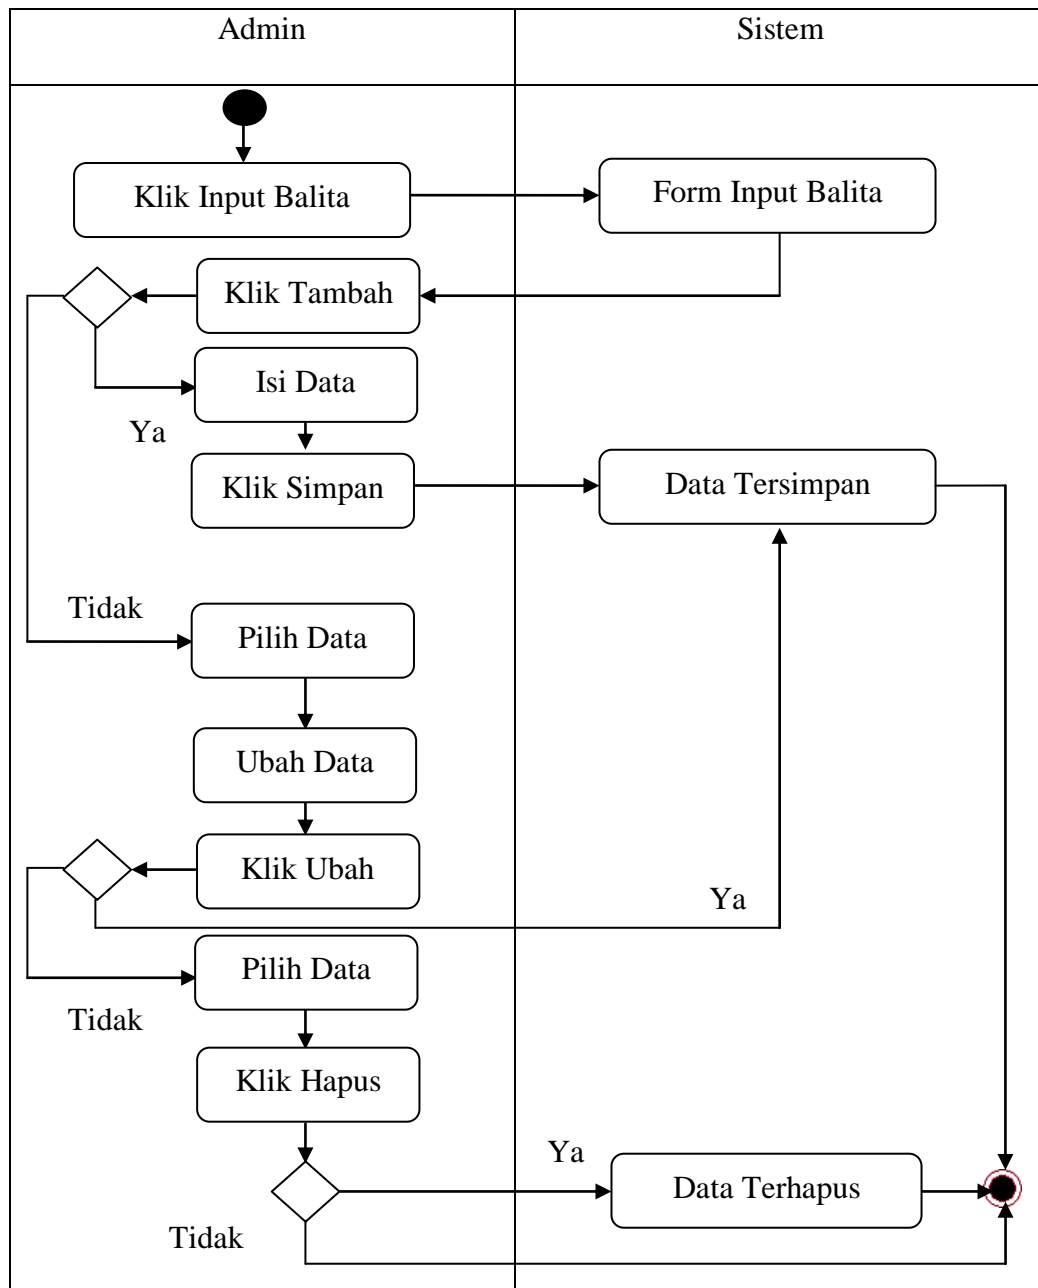 Admin
Sistem
Klik Input Balita
Form Input Balita
Klik Tambah
Isi Data
Ya
Klik Simpan
Data Tersimpan
Tidak
Pilih Data
Ubah Data
Klik Ubah
Ya
Pilih Data
Tidak
Klik Hapus
Ya
Data Terhapus
Tidak